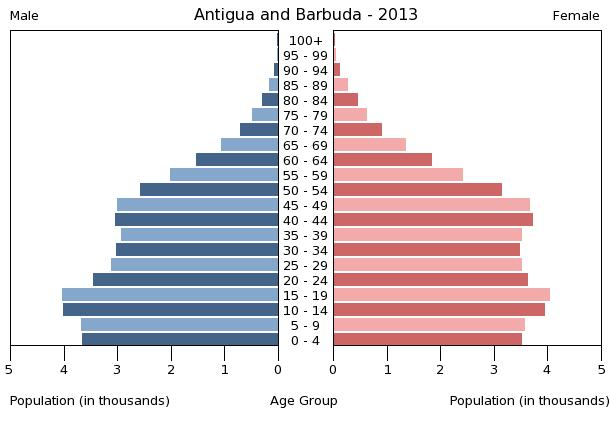 Antigua and Barbuda - 2013
Male
Female
100+
95 - 99
90 - 94
85 - 89
80 - 84
75 - 79
70 - 74
65 - 69
60 - 64
55 - 59
50 - 54
45 - 49
40 - 44
35 - 39
30 - 34
25 - 29
20 - 24
15 - 19
10 - 14
5 - 9
0 - 4
5 4 3 2 1 0 0 1 2 3 4 5
Population (in thousands) Age Group Population (in thousands)